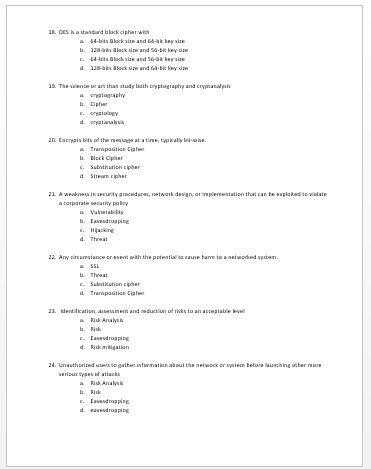 18. DES is a standard block cipher with
a. 64-bits Block size and 64-bit key size
b. 128-bits Block size and 56-bit key size
c. 64-bits Block size and 56-bit key size
d. 128-bits Block size and 64-bit key size
19. The science or art than study both cryptography and cryptanalysis
a. cryptography
b. Cipher
c. cryptology
d. cryptanalysis
20. Encrypts bits of the message at a time, typically bit-wise.
a. Transposition Cipher
b. Block Cipher
c. Substitution cipher
d. Stream cipher
21. A weakness in security procedures, network design, or implementation that can be exploited to violate
a corporate security policy
a. Vulnerability
b. Eavesdropping
c. Hijacking
d. Threat
22. Any circumstance or event with the potential to cause harm to a networked system.
a. SSL
b. Threat
c. Substitution cipher
d. Transposition Cipher
23. Identification, assessment and reduction of risks to an acceptable level
a. Risk Analysis
b. Risk
c. Eavesdropping
d. Risk mitigation
24. Unauthorized users to gather information about the network or system before launching other more
serious types of attacks
a. Risk Analysis
b. Risk
c. Eavesdropping
d. eavesdropping